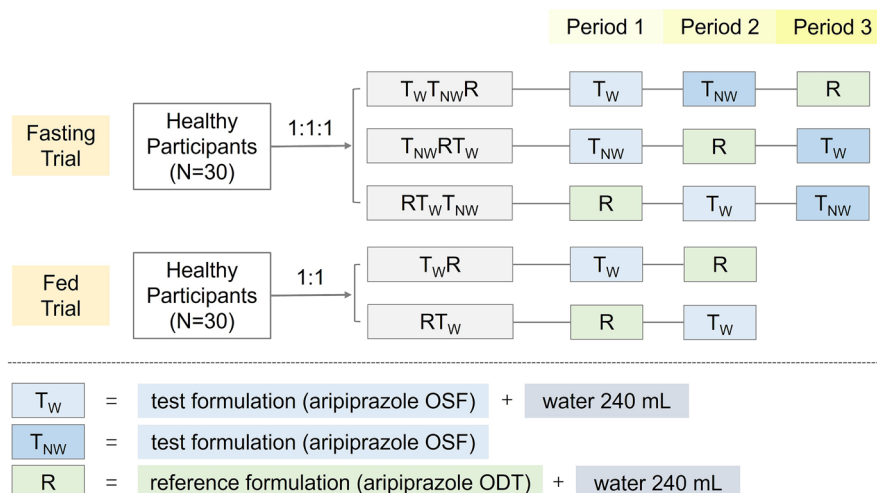 Period 1 Period 2 Period 3
Fasting Trial
Healthy Participants (N=30)
1:1:1
TWTNWR TW TNW R
TNWRTW TNW R TW
RTWTNW R TW TNW
Fed Trial
Healthy Participants (N=30)
1:1
TWR TW R
RTW R TW
TW = test formulation (aripiprazole OSF) + water 240 mL
TNW = test formulation (aripiprazole OSF)
R = reference formulation (aripiprazole ODT) + water 240 mL